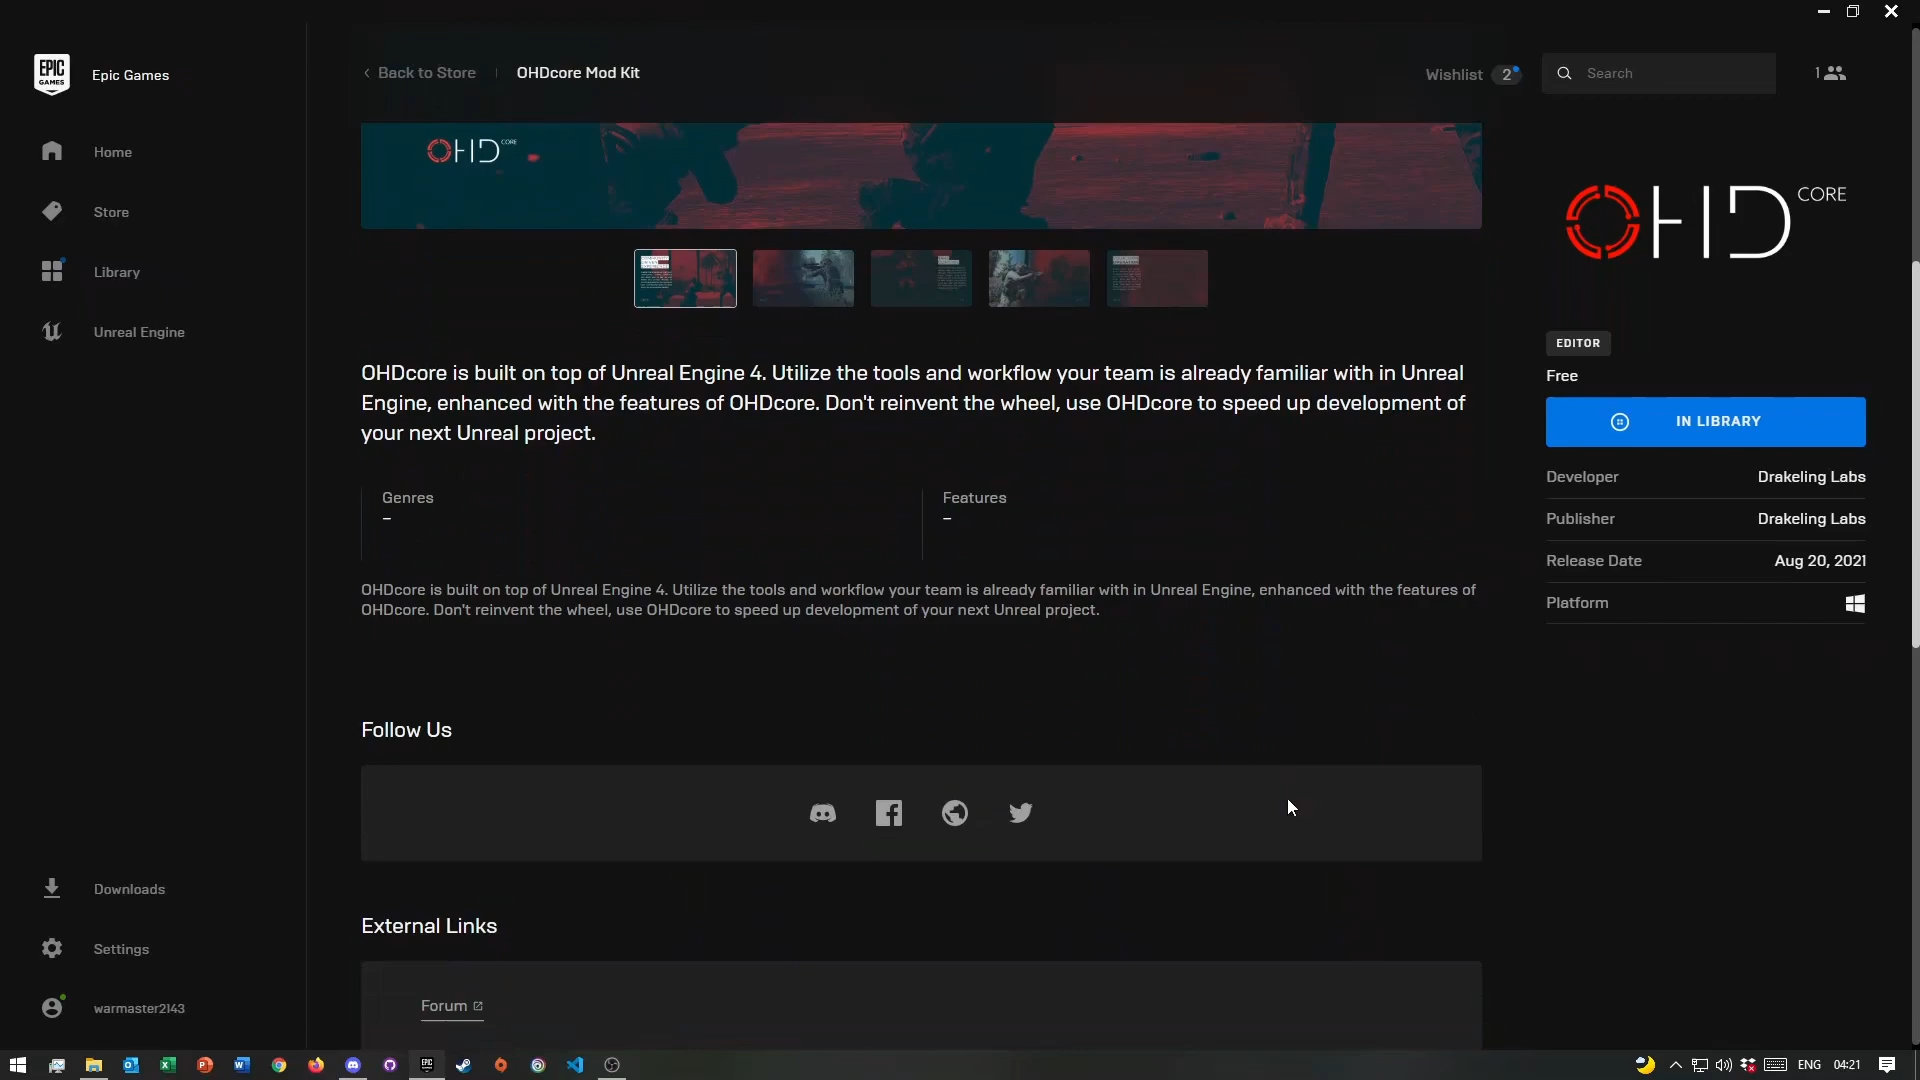 EPIC
GAMES
Epic Games
Home
Store
Library
Unreal Engine
Downloads
Settings
warmaster2143
Back to Store
OHDcore Mod Kit
Wishlist 2
Search
1
OHD CORE
OHDcore is built on top of Unreal Engine 4. Utilize the tools and workflow your team is already familiar with in Unreal
Engine, enhanced with the features of OHDcore. Don't reinvent the wheel, use OHDcore to speed up development of
your next Unreal project.
Genres
–
Features
–
OHDcore is built on top of Unreal Engine 4. Utilize the tools and workflow your team is already familiar with in Unreal Engine, enhanced with the features of
OHDcore. Don't reinvent the wheel, use OHDcore to speed up development of your next Unreal project.
Follow Us
External Links
Forum
OHD CORE
EDITOR
Free
IN LIBRARY
Developer Drakeling Labs
Publisher Drakeling Labs
Release Date Aug 20, 2021
Platform
ENG 04:21